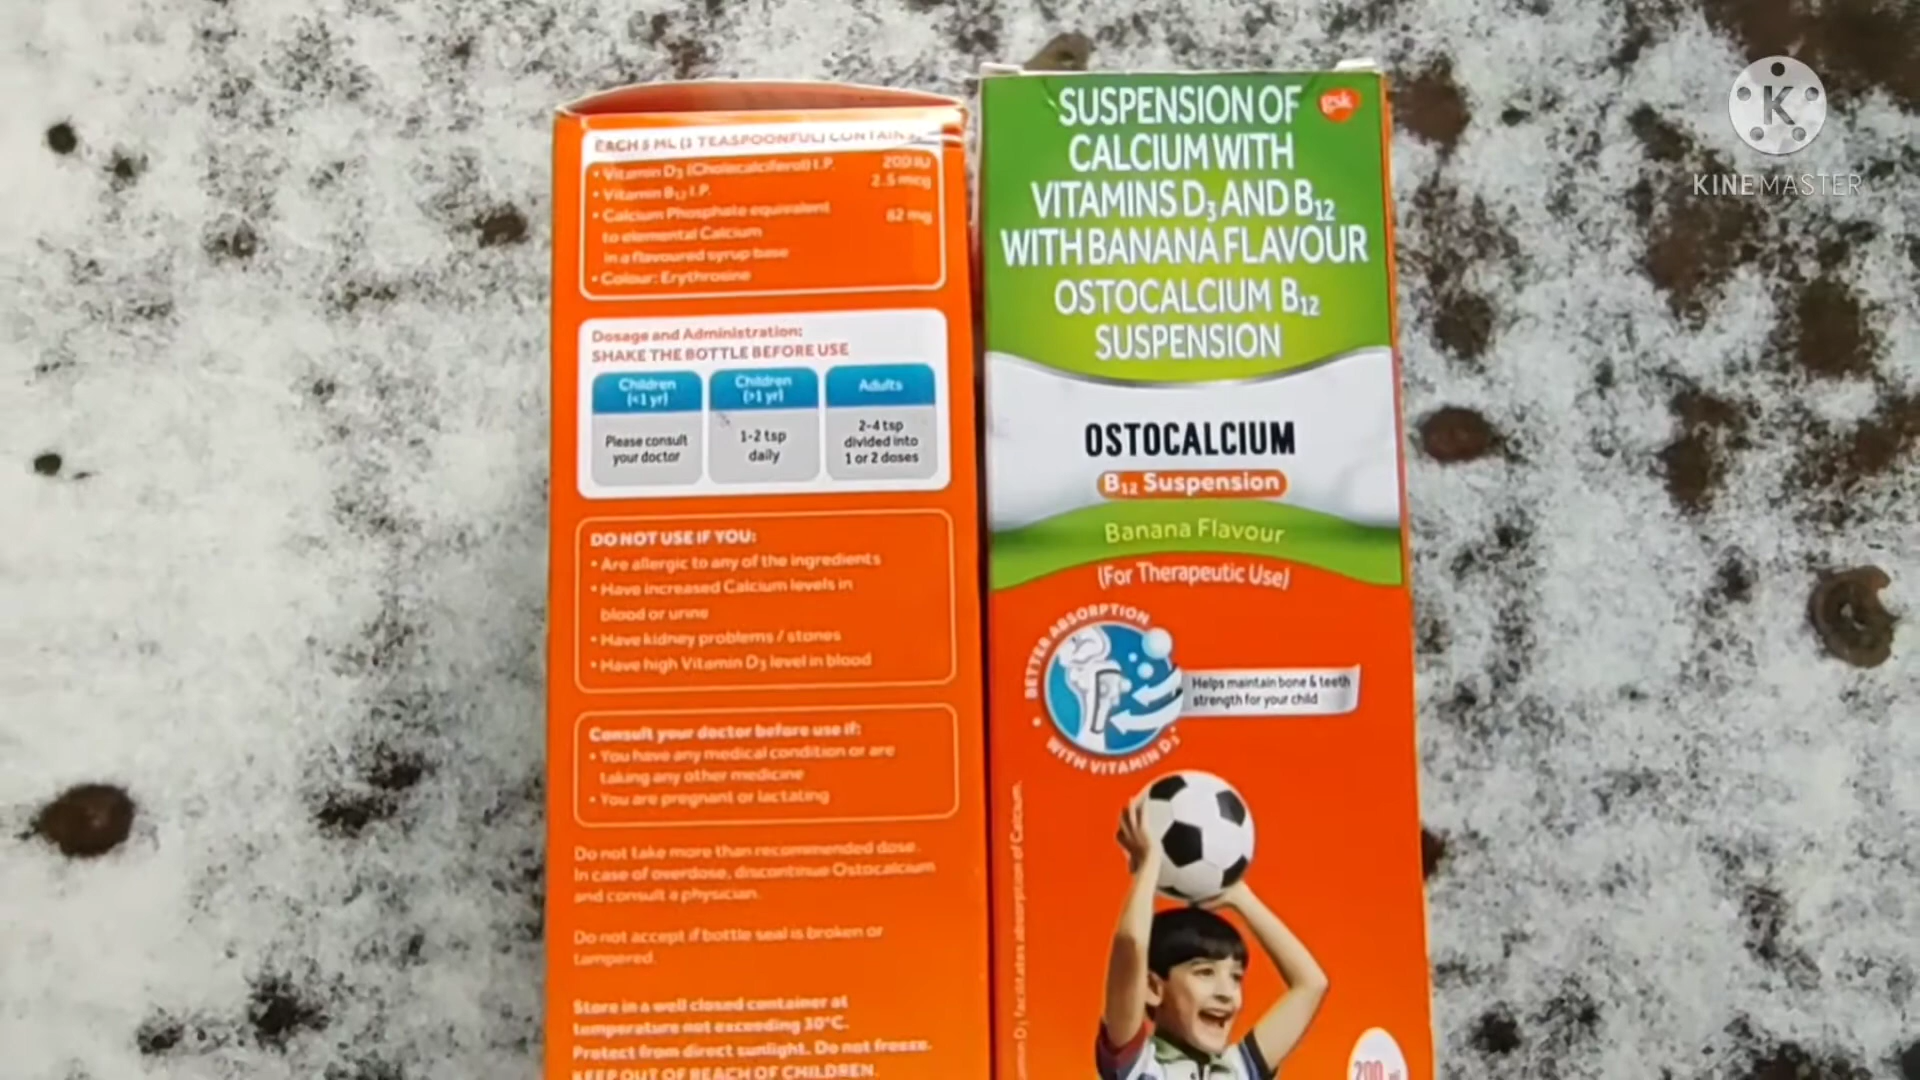 EACH 5 ML (1 TEASPOONFUL) CONTAINS:
• Vitamin D3 (Cholecalciferol) I.P. 200 IU
• Vitamin B12 I.P. 2.5 mcg
• Calcium Phosphate equivalent 82 mg
to elemental Calcium
in a flavoured syrup base
• Colour: Erythrosine
Dosage and Administration:
SHAKE THE BOTTLE BEFORE USE
Children (<1 yr)
Please consult
your doctor
Children (>1 yr)
1-2 tsp
daily
Adults
2-4 tsp
divided into
1 or 2 doses
DO NOT USE IF YOU:
• Are allergic to any of the ingredients
• Have increased Calcium levels in
blood or urine
• Have kidney problems / stones
• Have high Vitamin D3 level in blood
Consult your doctor before use if:
• You have any medical condition or are
taking any other medicine
• You are pregnant or lactating
Do not take more than recommended dose.
In case of overdose, discontinue Ostocalcium
and consult a physician.
Do not accept if bottle seal is broken or
tampered.
Store in a well closed container at
temperature not exceeding 30°C.
Protect from direct sunlight. Do not freeze.
KEEP OUT OF REACH OF CHILDREN.
SUSPENSION OF
gsk
CALCIUM WITH
VITAMINS D3 AND B12
WITH BANANA FLAVOUR
OSTOCALCIUM B12
SUSPENSION
OSTOCALCIUM
B12 Suspension
Banana Flavour
(For Therapeutic Use)
• BETTER ABSORPTION •
WITH VITAMIN D3*
Helps maintain bone & teeth
strength for your child
D3 facilitates absorption of Calcium.
200 ml
K
KINEMASTER